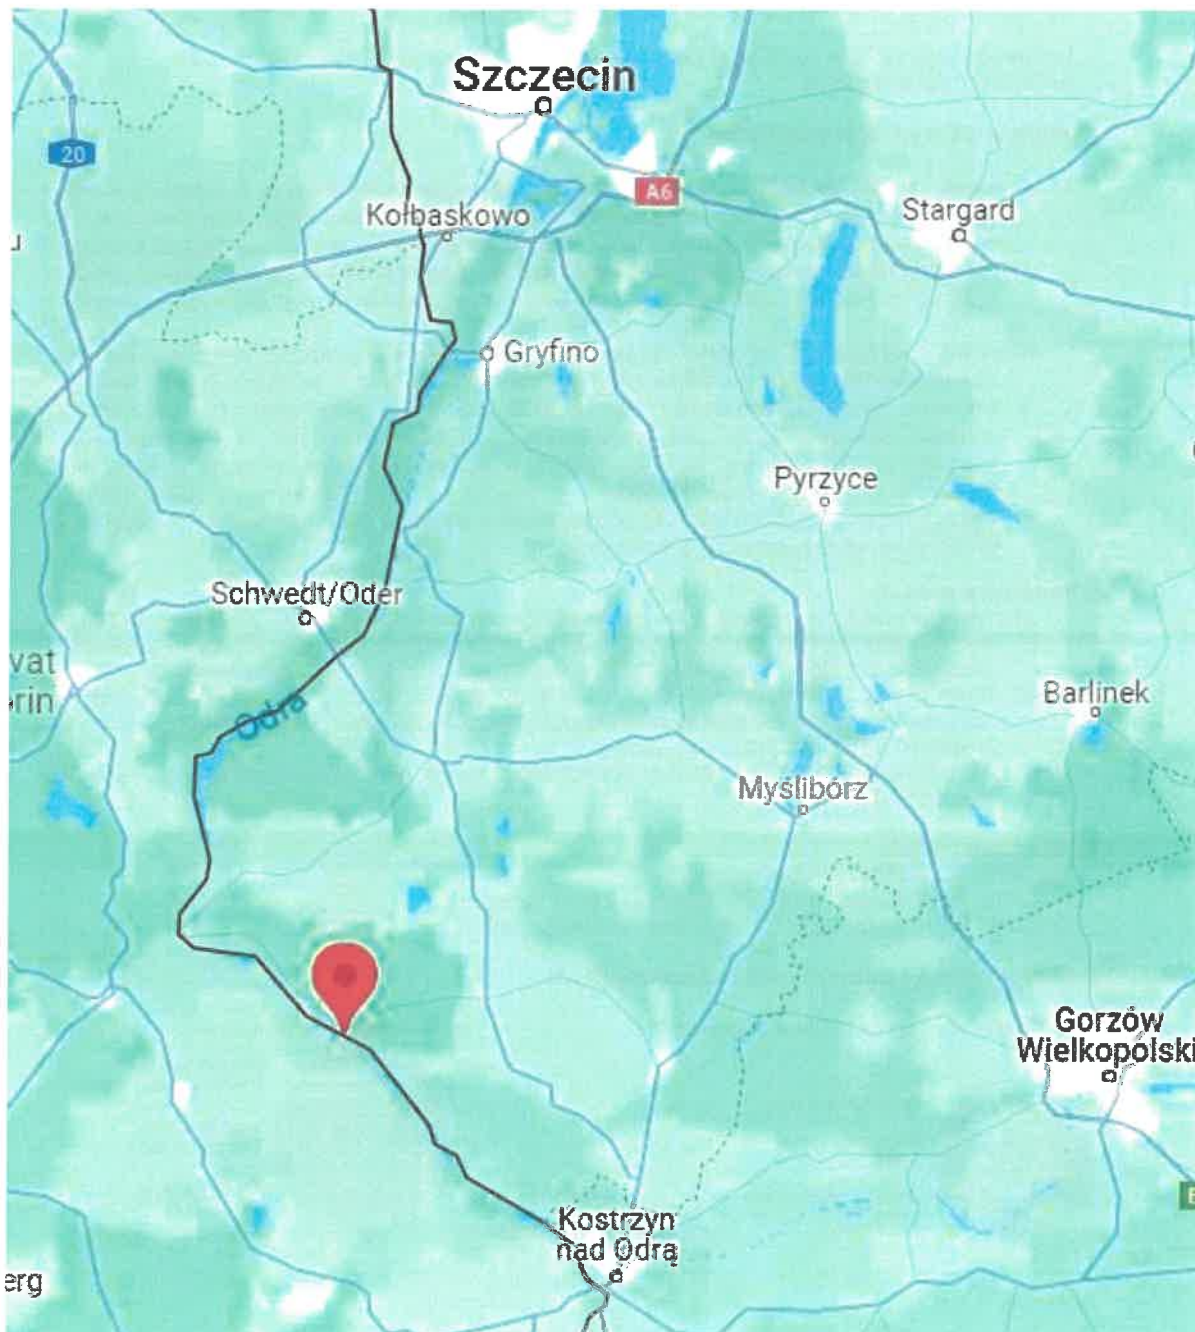 Szczecin
20
A6
Kołbaskowo
Stargard
Gryfino
Pyrzyce
Schwedt/Oder
Odra
Barlinek
Myślibórz
Gorzów
Wielkopolski
Kostrzyn
nad Odrą